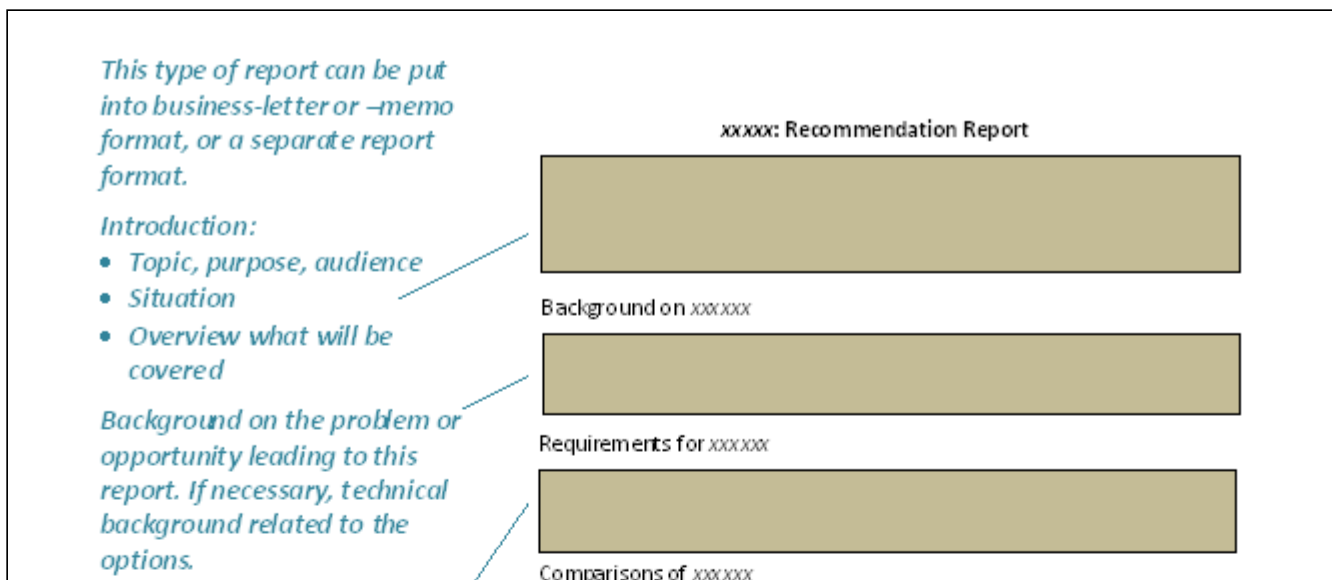 This type of report can be put
into business-letter or –memo
format, or a separate report
format.
Introduction:
• Topic, purpose, audience
• Situation
• Overview what will be
covered
Background on the problem or
opportunity leading to this
report. If necessary, technical
background related to the
options.
xxxxx: Recommendation Report
Background on xxxxxx
Requirements for xxxxxx
Comparisons of xxxxxx